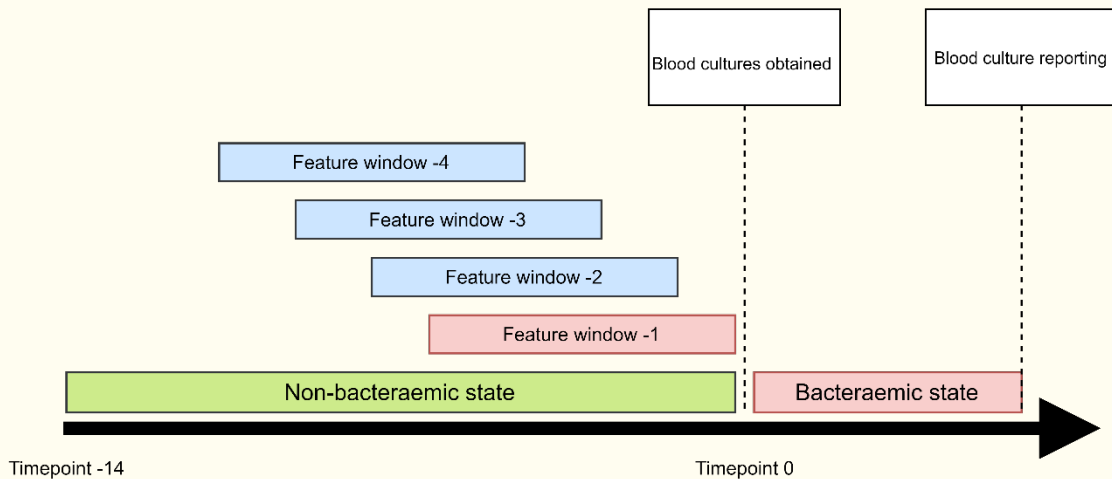 Blood cultures obtained
Blood culture reporting
Feature window -4
Feature window -3
Feature window -2
Feature window -1
Non-bacteraemic state
Bacteraemic state
Timepoint -14
Timepoint 0